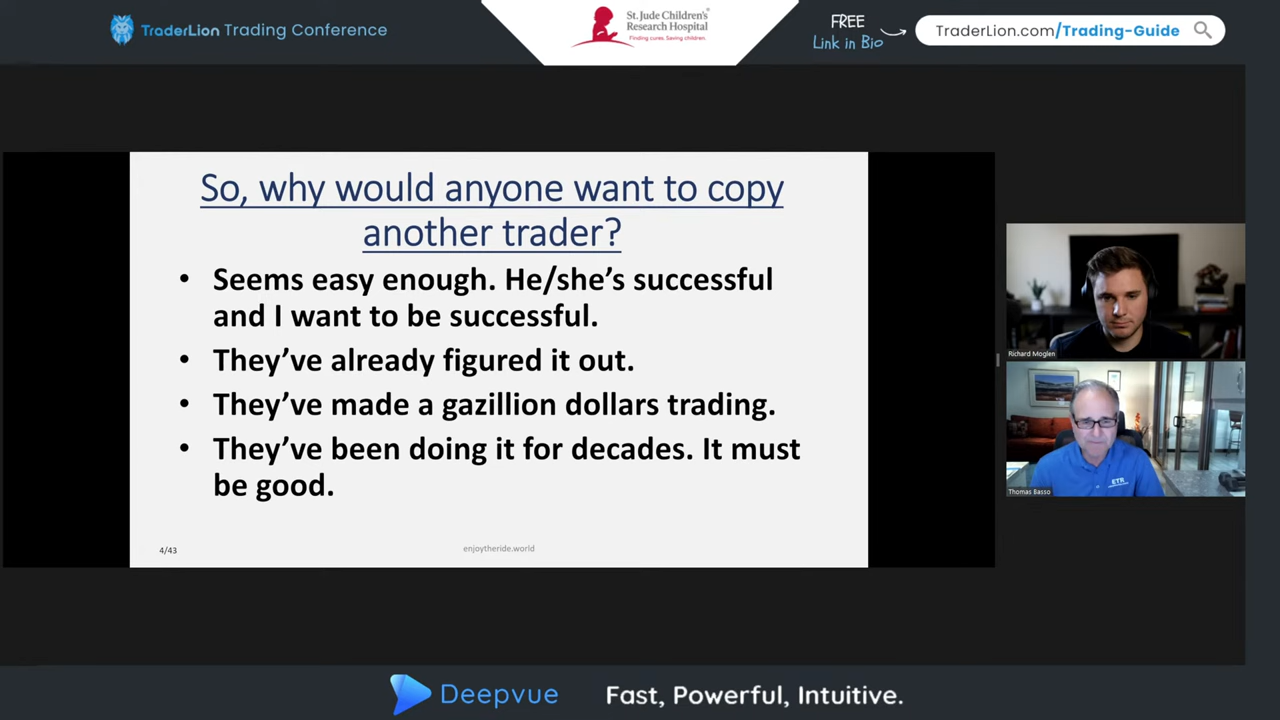 TraderLion Trading Conference
St. Jude Children's
Research Hospital
Finding cures. Saving children.
FREE
Link in Bio
TraderLion.com/Trading-Guide
So, why would anyone want to copy
another trader?
• Seems easy enough. He/she's successful
and I want to be successful.
• They've already figured it out.
• They've made a gazillion dollars trading.
• They've been doing it for decades. It must
be good.
4/43
enjoytheride.world
Richard Moglen
ETR
Thomas Basso
Deepvue
Fast, Powerful, Intuitive.